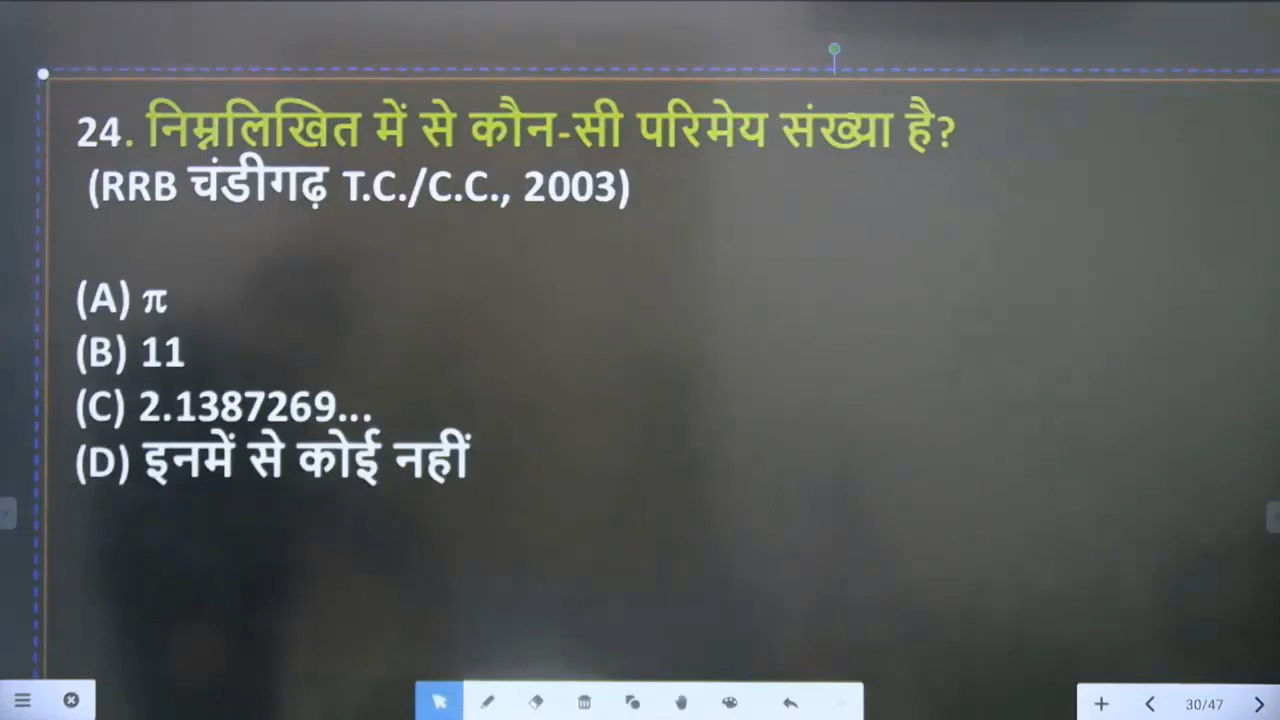 24. निम्नलिखित में से कौन-सी परिमेय संख्या है?
(RRB चंडीगढ़ T.C./C.C., 2003)
(A) π
(B) 11
(C) 2.1387269...
(D) इनमें से कोई नहीं
30/47